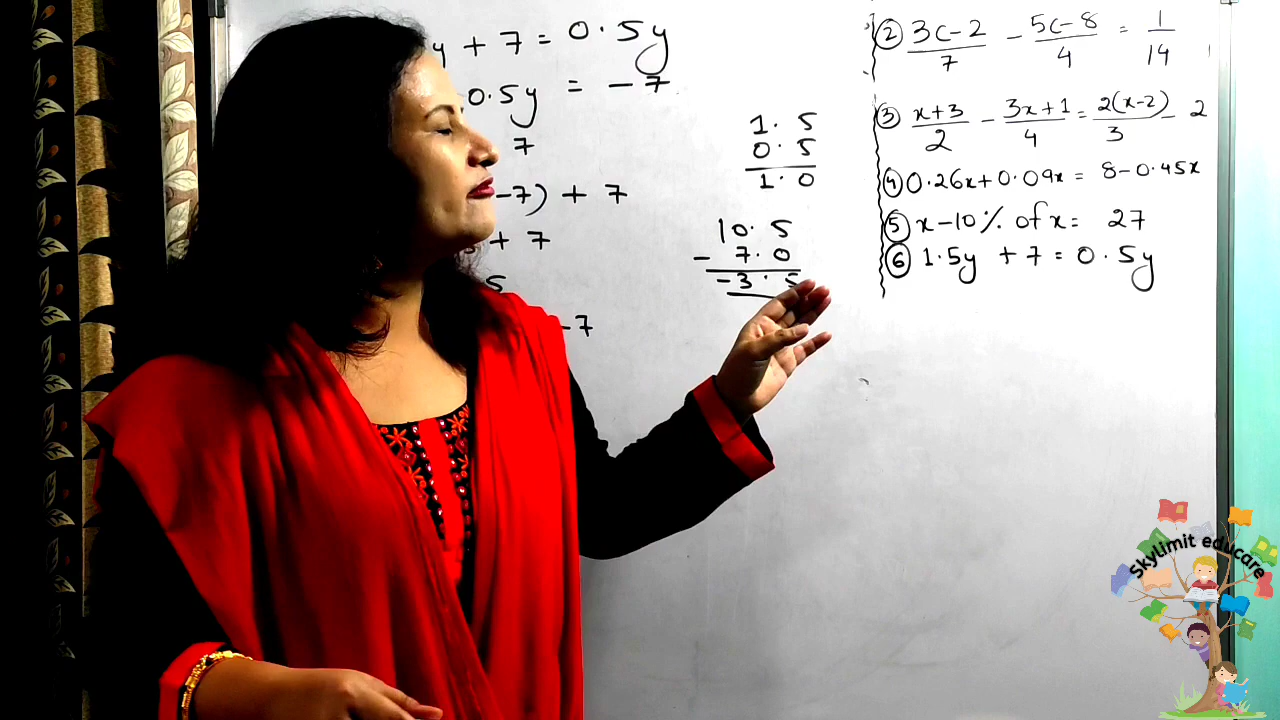 y + 7 = 0.5y
0.5y = -7
7
-7) + 7
+ 7
5
-7
1.5
0.5
1.0
10.5
- 7.0
-3.5
② 3c-2/7 - 5c-8/4 = 1/14
③ x+3/2 - 3x+1/4 = 2(x-2)/3 - 2
④ 0.26x+0.09x = 8-0.45x
⑤ x-10% of x = 27
⑥ 1.5y + 7 = 0.5y
Skylimit educare